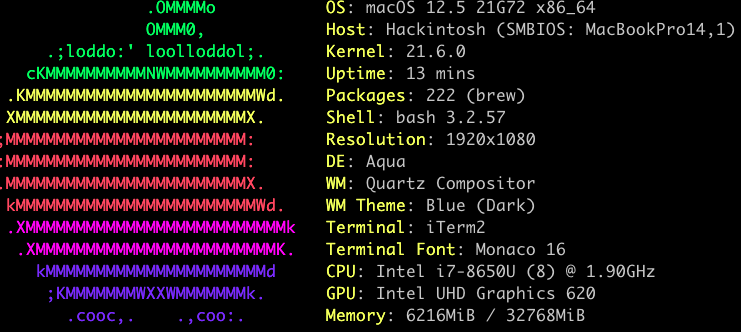 .OMMMMo OS: macOS 12.5 21G72 x86_64
OMMM0, Host: Hackintosh (SMBIOS: MacBookPro14,1)
.;loddo:' loolloddol;. Kernel: 21.6.0
cKMMMMMMMMMMNWMMMMMMMMMM0: Uptime: 13 mins
.KMMMMMMMMMMMMMMMMMMMMMMMWd. Packages: 222 (brew)
XMMMMMMMMMMMMMMMMMMMMMMMX. Shell: bash 3.2.57
;MMMMMMMMMMMMMMMMMMMMMMMM: Resolution: 1920x1080
:MMMMMMMMMMMMMMMMMMMMMMMM: DE: Aqua
.MMMMMMMMMMMMMMMMMMMMMMMMX. WM: Quartz Compositor
kMMMMMMMMMMMMMMMMMMMMMMMMWd. WM Theme: Blue (Dark)
.XMMMMMMMMMMMMMMMMMMMMMMMMMMk Terminal: iTerm2
.XMMMMMMMMMMMMMMMMMMMMMMMMK. Terminal Font: Monaco 16
kMMMMMMMMMMMMMMMMMMMMMMd CPU: Intel i7-8650U (8) @ 1.90GHz
;KMMMMMMMWXXWMMMMMMMk. GPU: Intel UHD Graphics 620
.cooc,. .,coo:. Memory: 6216MiB / 32768MiB